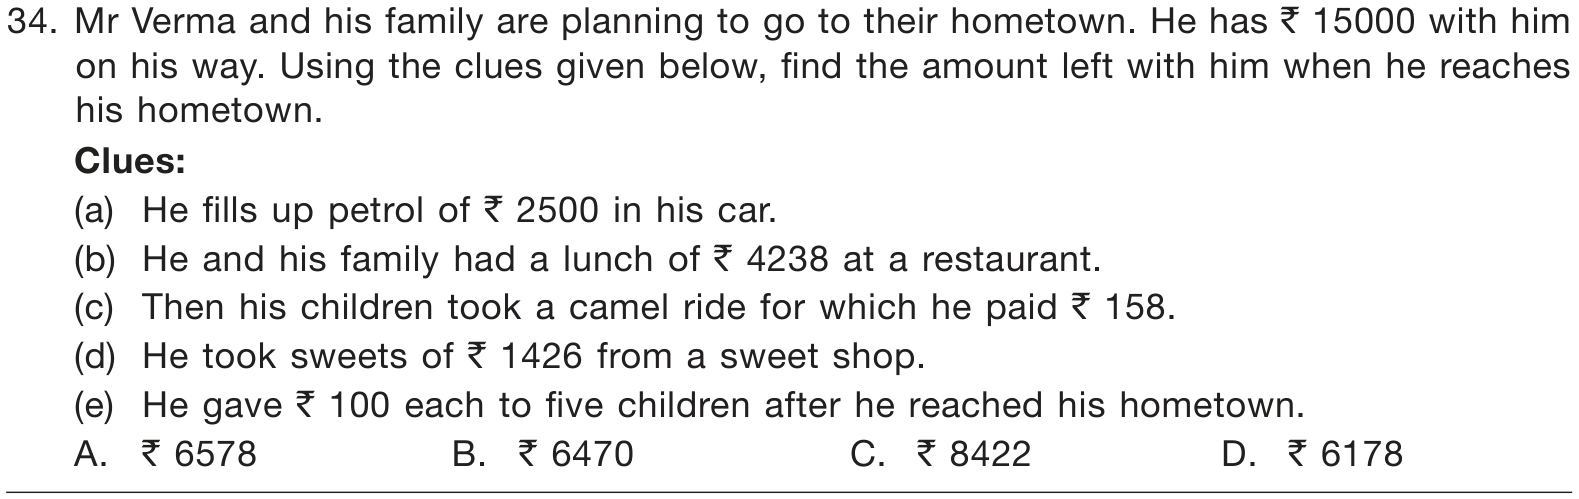 34. Mr Verma and his family are planning to go to their hometown. He has ₹ 15000 with him
on his way. Using the clues given below, find the amount left with him when he reaches
his hometown.
Clues:
(a) He fills up petrol of ₹ 2500 in his car.
(b) He and his family had a lunch of ₹ 4238 at a restaurant.
(c) Then his children took a camel ride for which he paid ₹ 158.
(d) He took sweets of ₹ 1426 from a sweet shop.
(e) He gave ₹ 100 each to five children after he reached his hometown.
A. ₹ 6578 B. ₹ 6470 C. ₹ 8422 D. ₹ 6178